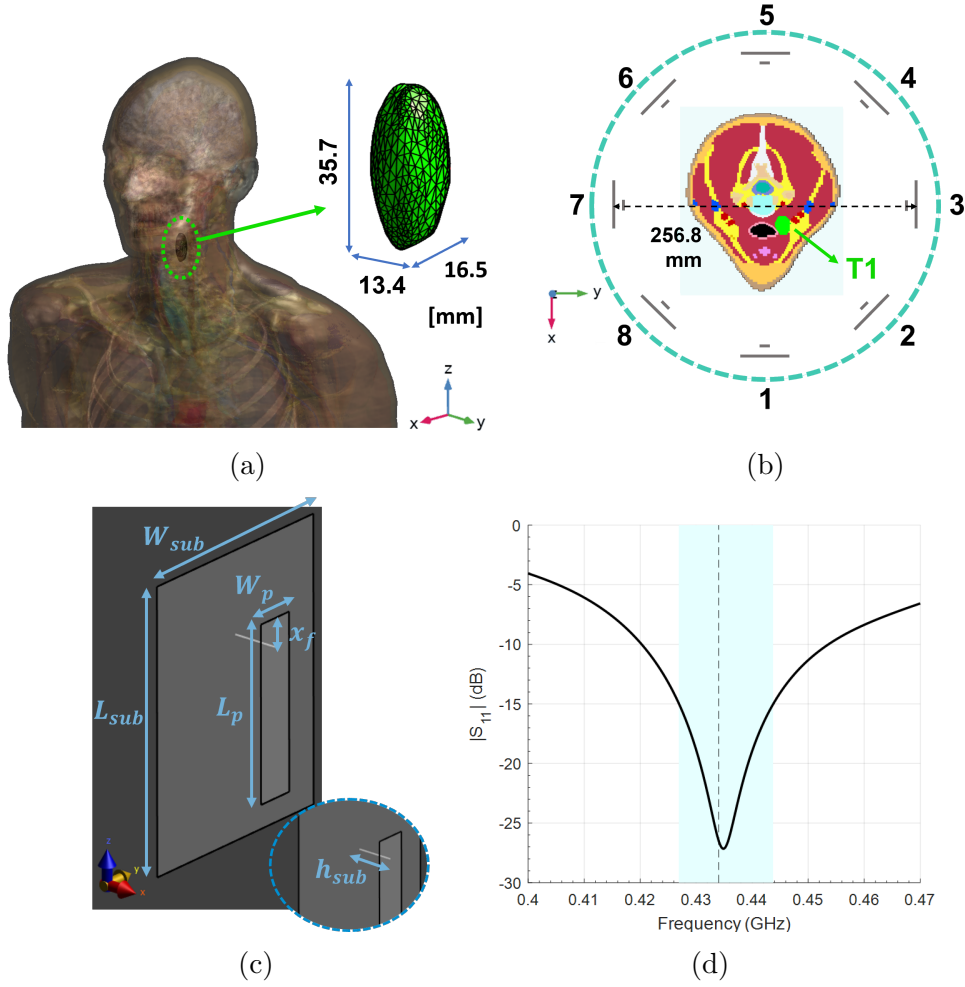 35.7
13.4
16.5
[mm]
z
x
y
(a)
5
6
4
7
3
256.8
mm
T1
y
x
8
2
1
(b)
W_sub
W_p
x_f
L_sub
L_p
h_sub
z
y
x
(c)
0
-5
-10
-15
-20
-25
-30
|S_11| (dB)
0.4 0.41 0.42 0.43 0.44 0.45 0.46 0.47
Frequency (GHz)
(d)